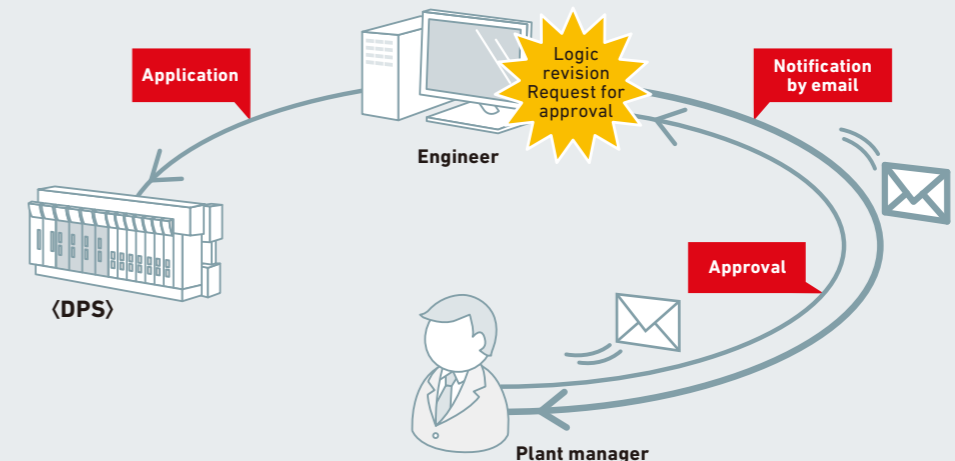 Application
Logic
revision
Request for
approval
Notification
by email
Engineer
Approval
〈DPS〉
Plant manager